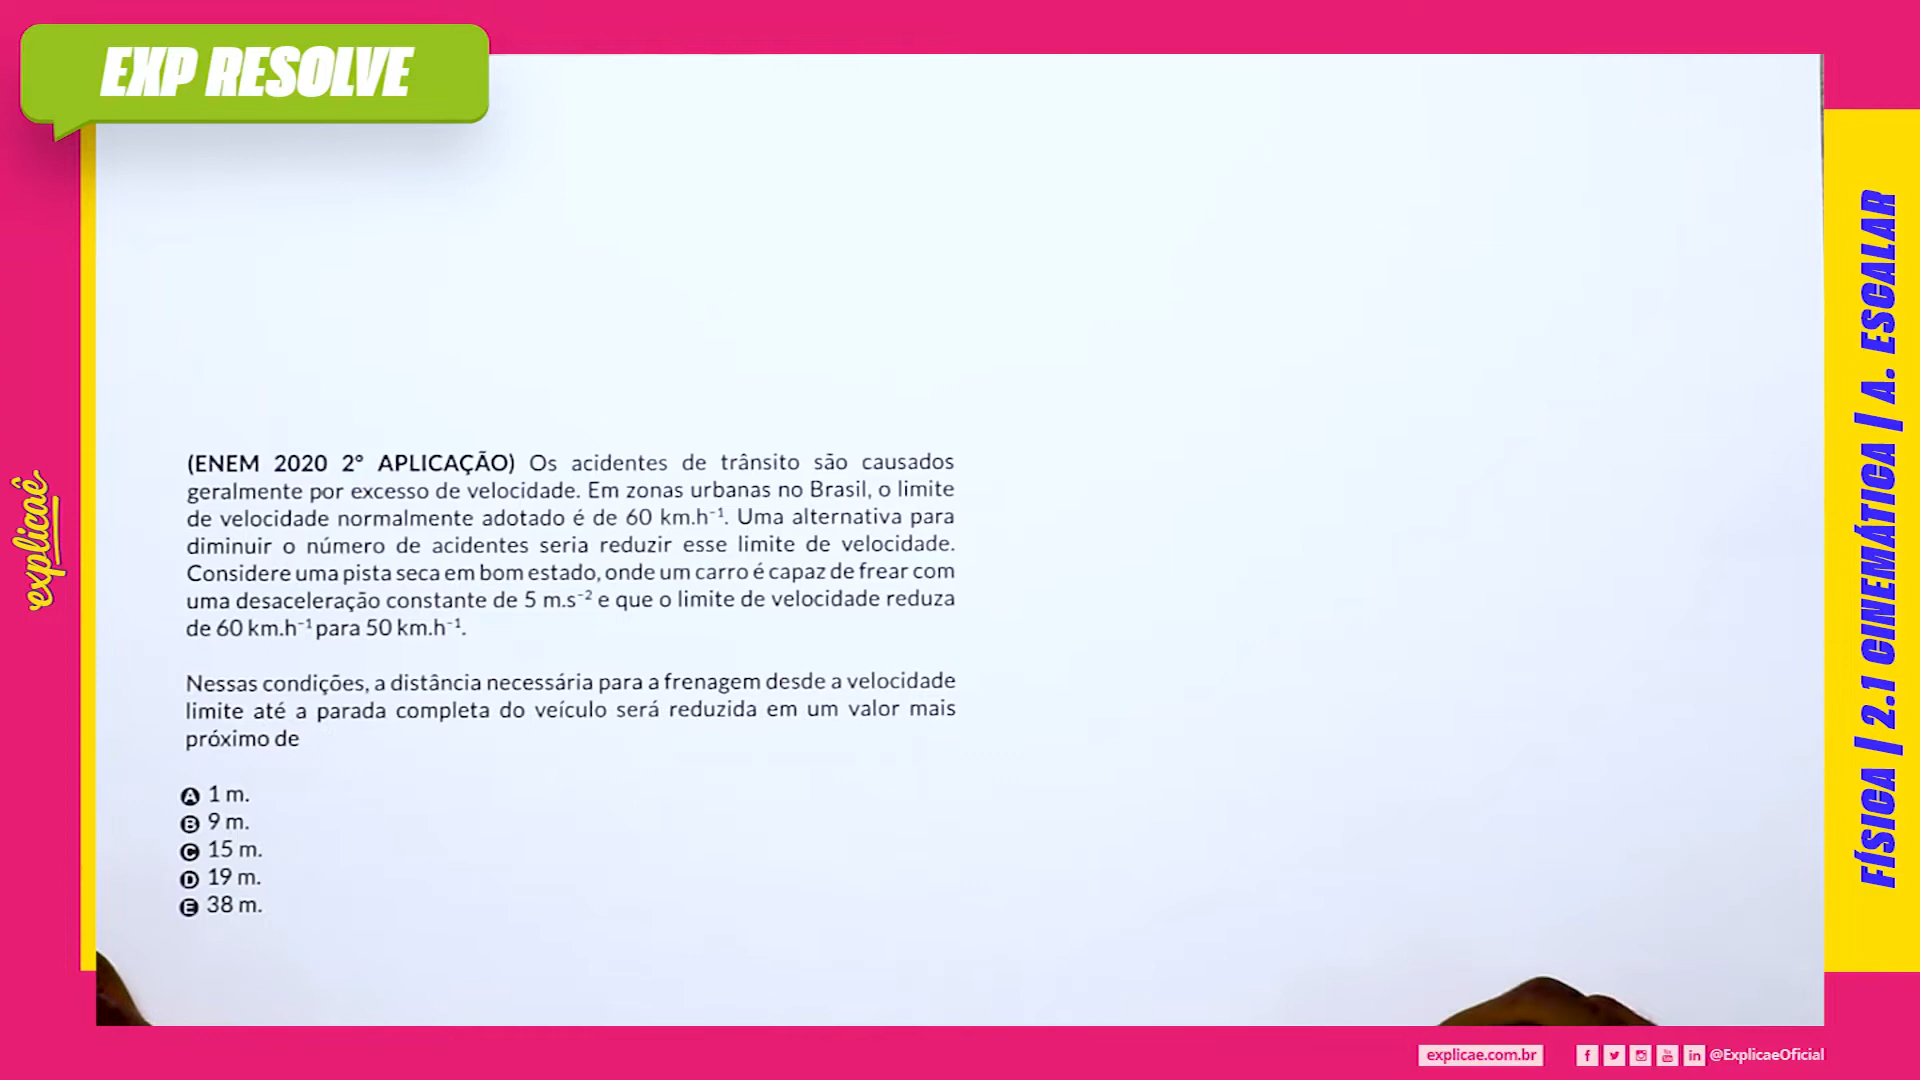 EXP RESOLVE
(ENEM 2020 2° APLICAÇÃO) Os acidentes de trânsito são causados
geralmente por excesso de velocidade. Em zonas urbanas no Brasil, o limite
de velocidade normalmente adotado é de 60 km.h⁻¹. Uma alternativa para
diminuir o número de acidentes seria reduzir esse limite de velocidade.
Considere uma pista seca em bom estado, onde um carro é capaz de frear com
uma desaceleração constante de 5 m.s⁻² e que o limite de velocidade reduza
de 60 km.h⁻¹ para 50 km.h⁻¹.
Nessas condições, a distância necessária para a frenagem desde a velocidade
limite até a parada completa do veículo será reduzida em um valor mais
próximo de
A 1 m.
B 9 m.
C 15 m.
D 19 m.
E 38 m.
explicaê
FÍSICA | 2.1 CINEMÁTICA | A. ESCALAR
explicae.com.br
@ExplicaeOficial